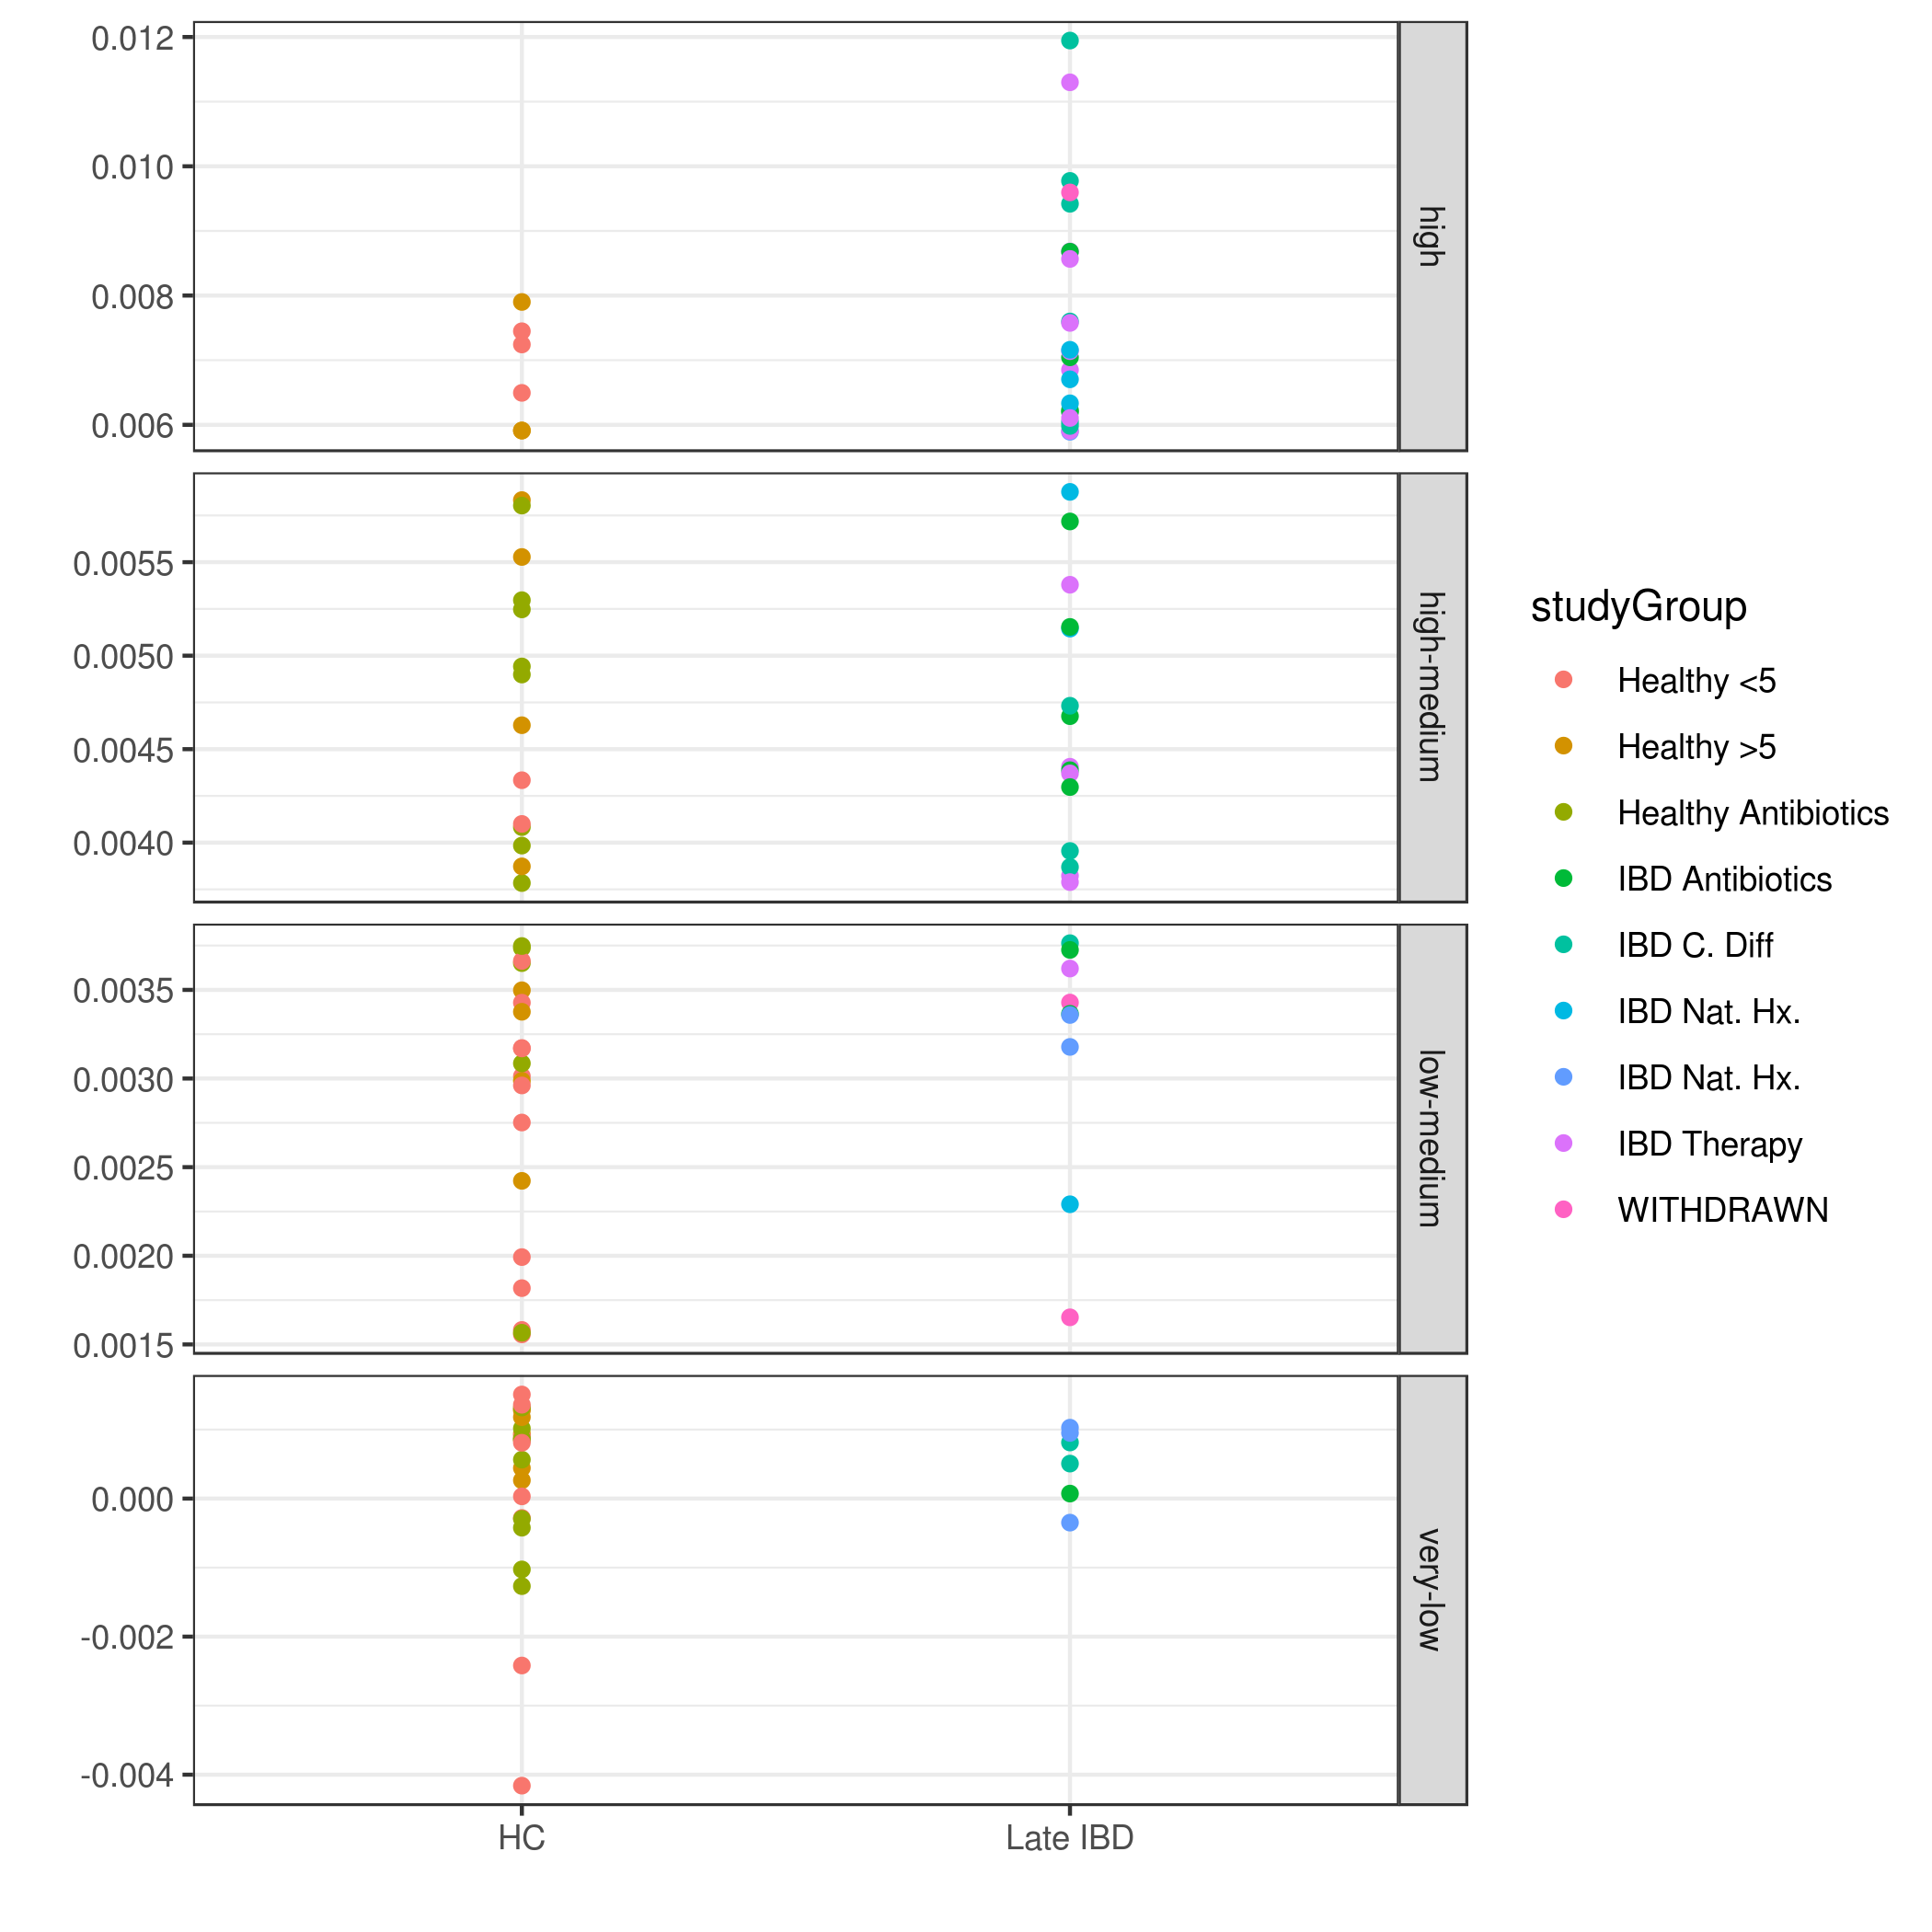 0.012
0.010
0.008
0.006
high
0.0055
0.0050
0.0045
0.0040
high-medium
0.0035
0.0030
0.0025
0.0020
0.0015
low-medium
0.000
-0.002
-0.004
very-low
HC
Late IBD
studyGroup
Healthy <5
Healthy >5
Healthy Antibiotics
IBD Antibiotics
IBD C. Diff
IBD Nat. Hx.
IBD Nat. Hx.
IBD Therapy
WITHDRAWN